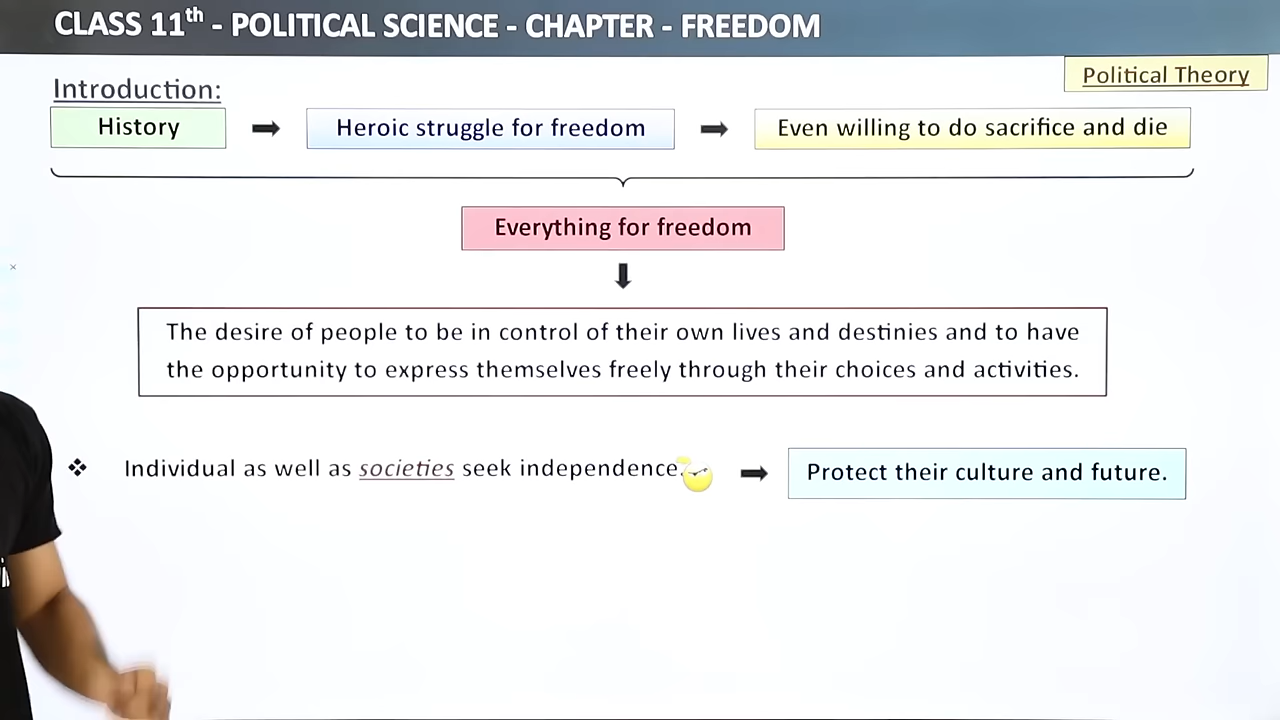 CLASS 11th - POLITICAL SCIENCE - CHAPTER - FREEDOM
Political Theory
Introduction:
History
Heroic struggle for freedom
Even willing to do sacrifice and die
Everything for freedom
The desire of people to be in control of their own lives and destinies and to have
the opportunity to express themselves freely through their choices and activities.
Individual as well as societies seek independence
Protect their culture and future.